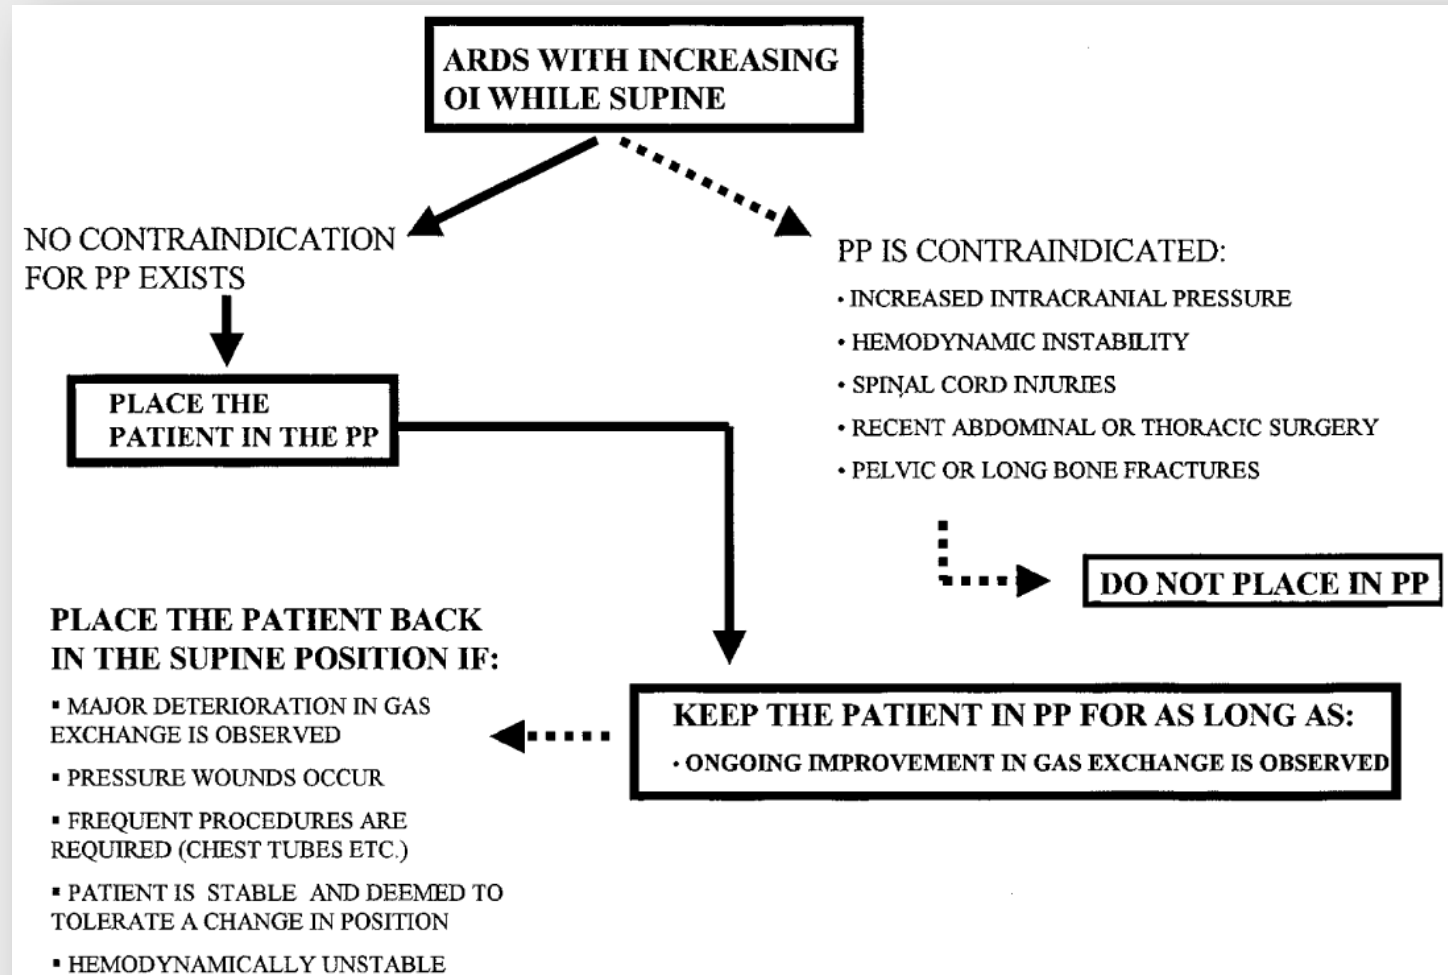 ARDS WITH INCREASING
OI WHILE SUPINE
NO CONTRAINDICATION
FOR PP EXISTS
PP IS CONTRAINDICATED:
• INCREASED INTRACRANIAL PRESSURE
• HEMODYNAMIC INSTABILITY
• SPINAL CORD INJURIES
• RECENT ABDOMINAL OR THORACIC SURGERY
• PELVIC OR LONG BONE FRACTURES
PLACE THE
PATIENT IN THE PP
DO NOT PLACE IN PP
PLACE THE PATIENT BACK
IN THE SUPINE POSITION IF:
▪ MAJOR DETERIORATION IN GAS
EXCHANGE IS OBSERVED
▪ PRESSURE WOUNDS OCCUR
▪ FREQUENT PROCEDURES ARE
REQUIRED (CHEST TUBES ETC.)
▪ PATIENT IS STABLE AND DEEMED TO
TOLERATE A CHANGE IN POSITION
▪ HEMODYNAMICALLY UNSTABLE
KEEP THE PATIENT IN PP FOR AS LONG AS:
• ONGOING IMPROVEMENT IN GAS EXCHANGE IS OBSERVED